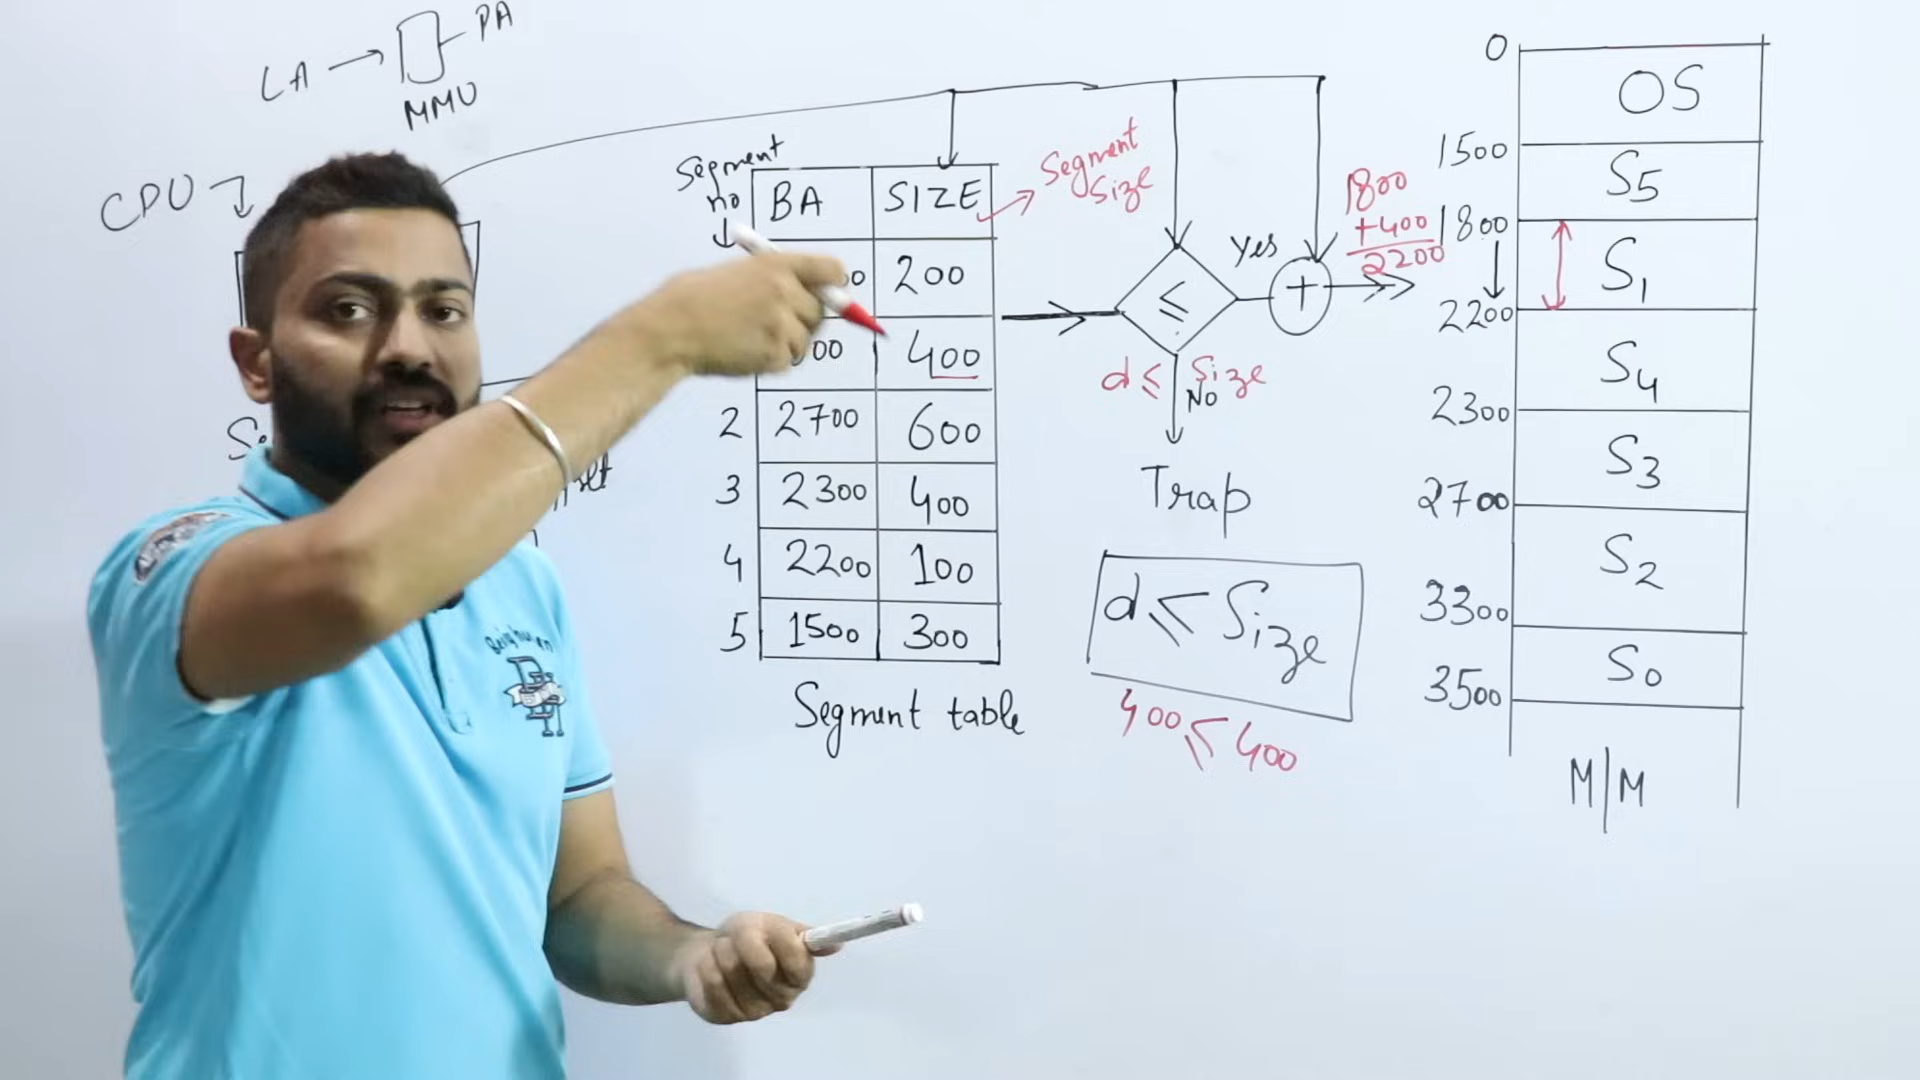 LA → PA
MMU
CPU
Segment
no
BA SIZE
Segment
Size
200
00 400
2 2700 600
3 2300 400
4 2200 100
5 1500 300
Segment table
≤
Yes
+
d ≤ Size
No
Trap
d ≤ Size
400 ≤ 400
1800
+400
2200
0
OS
1500
S5
1800
S1
2200
S4
2300
S3
2700
S2
3300
S0
3500
M|M